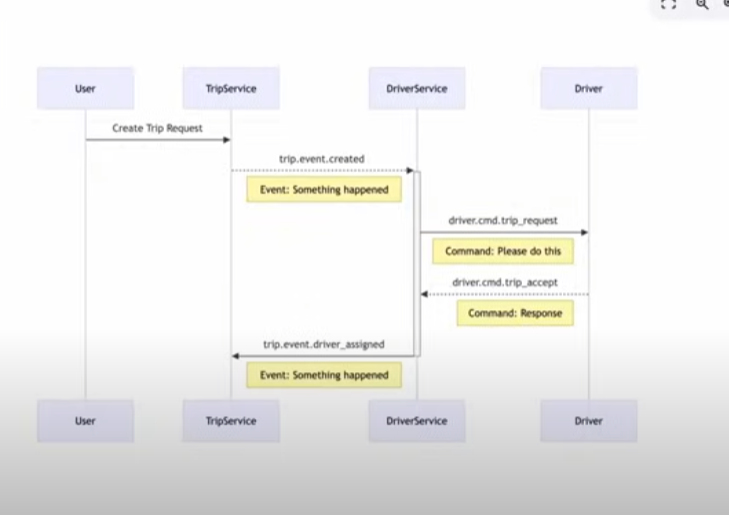 User
TripService
DriverService
Driver
Create Trip Request
trip.event.created
Event: Something happened
driver.cmd.trip_request
Command: Please do this
driver.cmd.trip_accept
Command: Response
trip.event.driver_assigned
Event: Something happened
User
TripService
DriverService
Driver